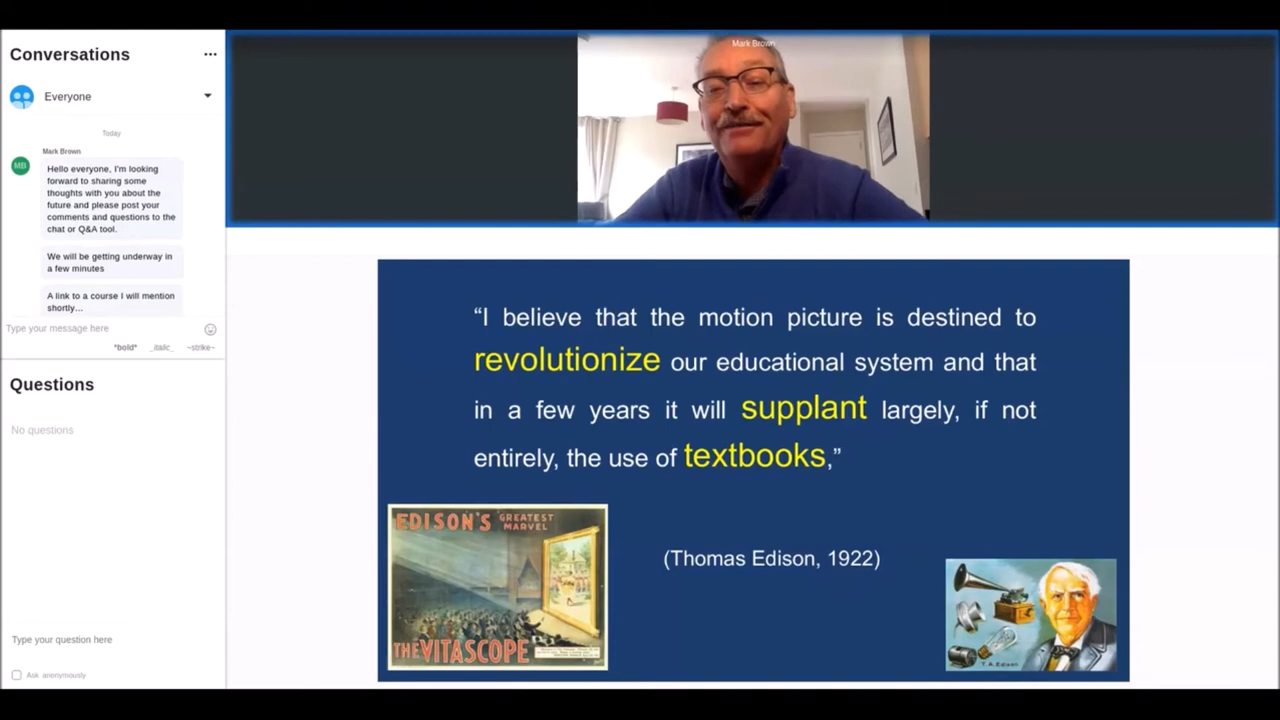 Conversations
Everyone
Today
Mark Brown
MB
Hello everyone, I'm looking
forward to sharing some
thoughts with you about the
future and please post your
comments and questions to the
chat or Q&A tool.
We will be getting underway in
a few minutes
A link to a course I will mention
shortly...
Type your message here
*bold* _italic_ ~strike~
Questions
No questions
Type your question here
Ask anonymously
Mark Brown
“I believe that the motion picture is destined to
revolutionize our educational system and that
in a few years it will supplant largely, if not
entirely, the use of textbooks,”
(Thomas Edison, 1922)
EDISON'S GREATEST
MARVEL
THE VITASCOPE
T. A. Edison